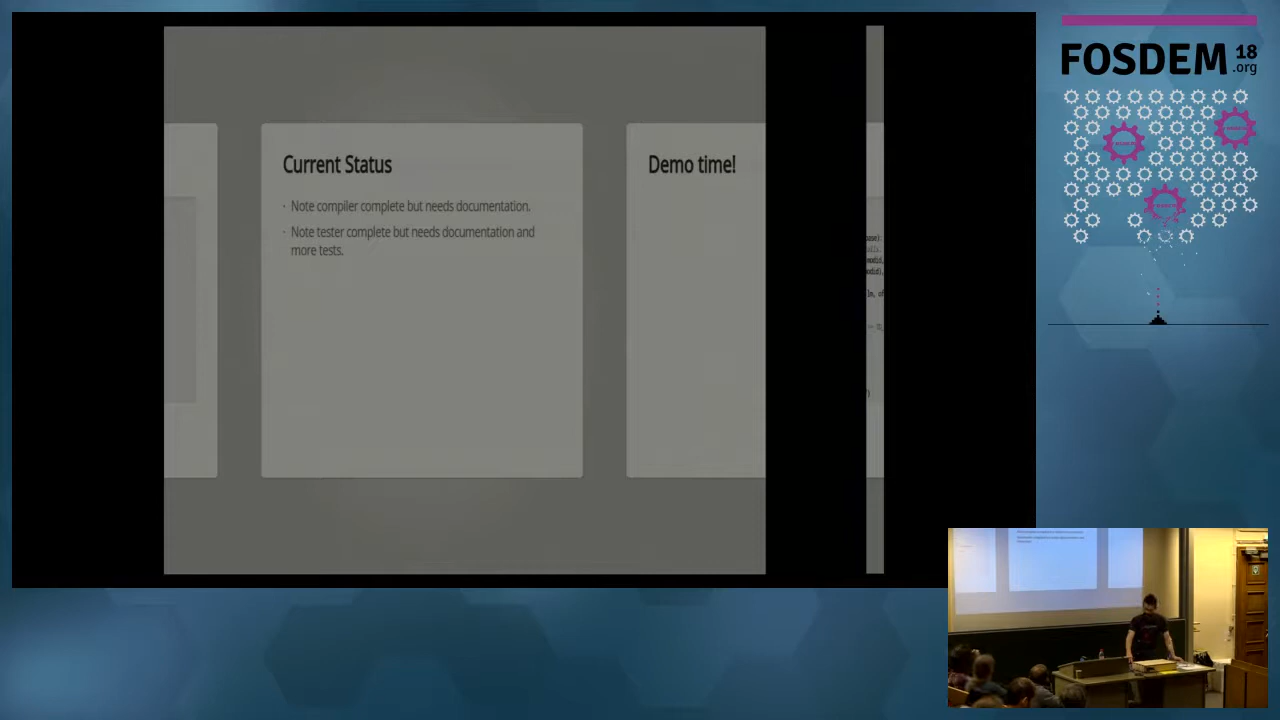 Current Status
· Note compiler complete but needs documentation.
· Note tester complete but needs documentation and
more tests.
Demo time!
FOSDEM 18
.org